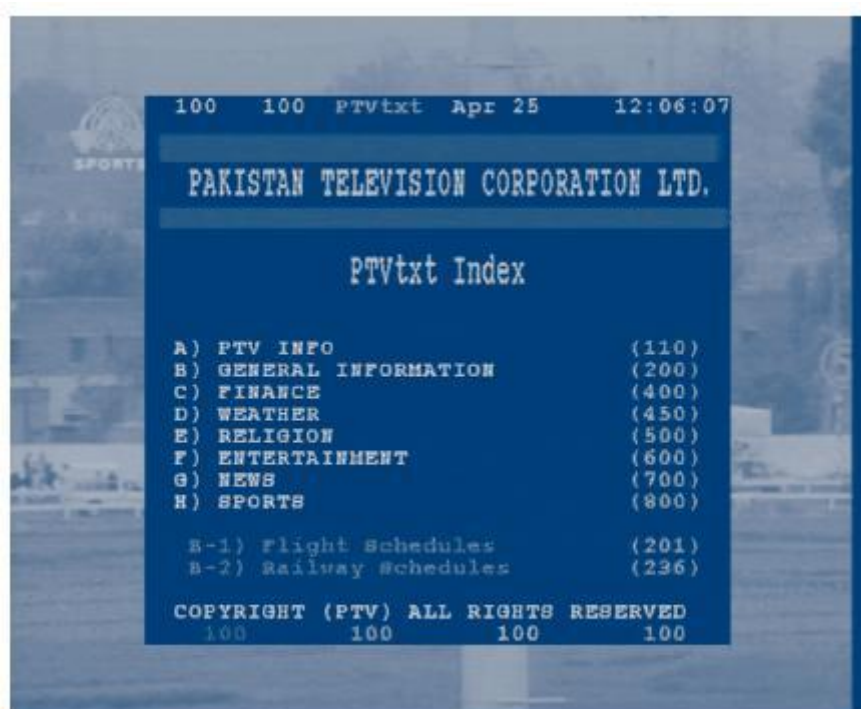 100 100 PTVtxt Apr 25 12:06:07
SPORTS
PAKISTAN TELEVISION CORPORATION LTD.
PTVtxt Index
A) PTV INFO (110)
B) GENERAL INFORMATION (200)
C) FINANCE (400)
D) WEATHER (450)
E) RELIGION (500)
F) ENTERTAINMENT (600)
G) NEWS (700)
H) SPORTS (800)
B-1) Flight Schedules (201)
B-2) Railway Schedules (236)
COPYRIGHT (PTV) ALL RIGHTS RESERVED
100 100 100 100